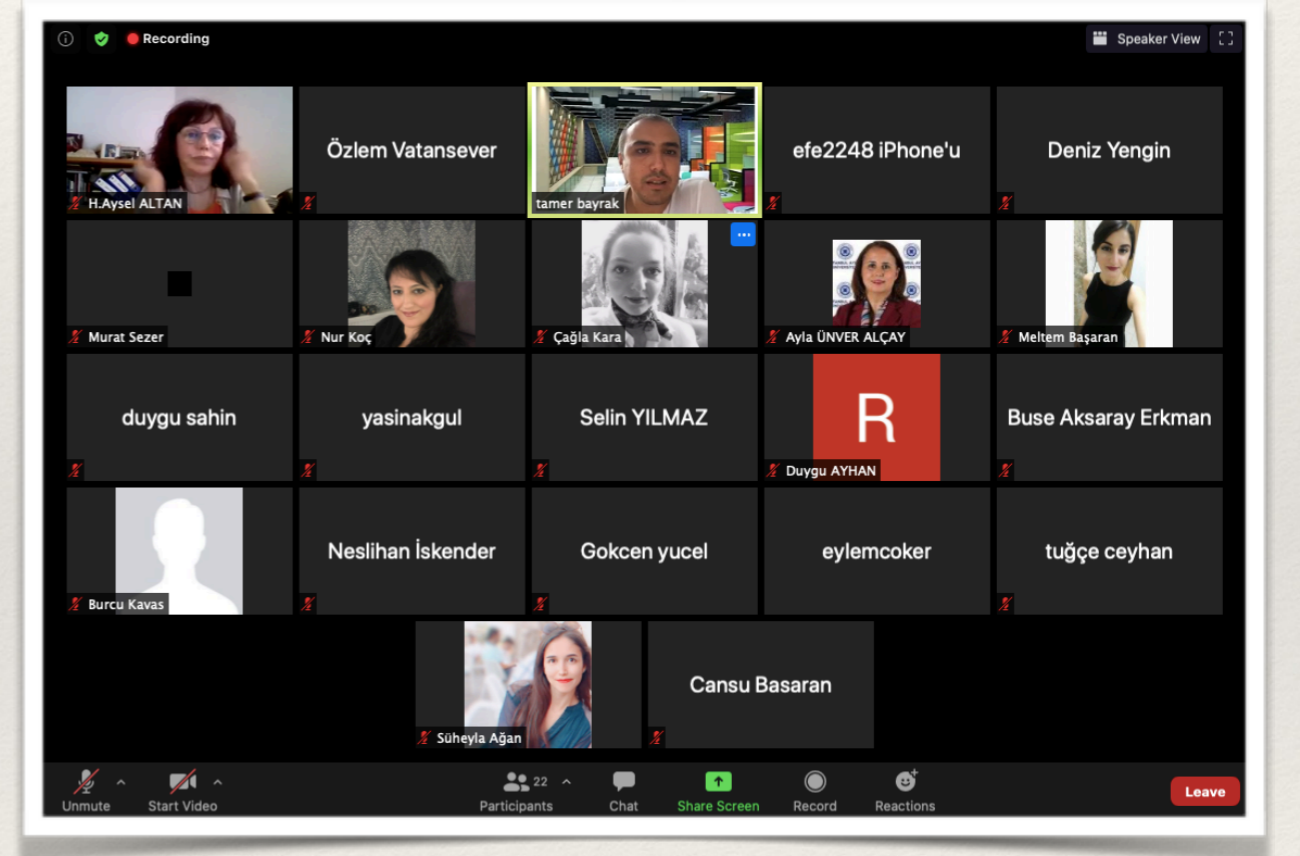 Recording
Speaker View
H.Aysel ALTAN
Özlem Vatansever
tamer bayrak
efe2248 iPhone'u
Deniz Yengin
Murat Sezer
Nur Koç
Çağla Kara
Ayla ÜNVER ALÇAY
Meltem Başaran
duygu sahin
yasinakgul
Selin YILMAZ
R
Duygu AYHAN
Buse Aksaray Erkman
Burcu Kavas
Neslihan İskender
Gokcen yucel
eylemcoker
tuğçe ceyhan
Süheyla Ağan
Cansu Basaran
Unmute
Start Video
22
Participants
Chat
Share Screen
Record
Reactions
Leave